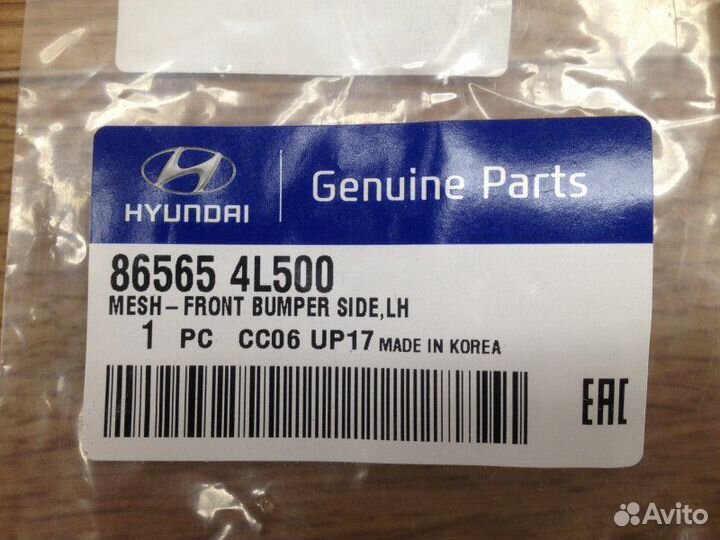 HYUNDAI
Genuine Parts
86565 4L500
MESH-FRONT BUMPER SIDE,LH
1 PC CC06 UP17 MADE IN KOREA
EAC
Avito